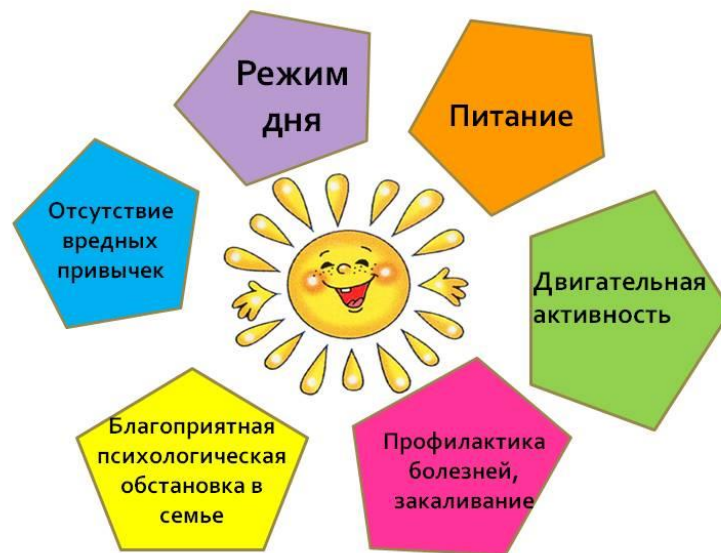 Режим
дня
Питание
Отсутствие
вредных
привычек
Двигательная
активность
Благоприятная
психологическая
обстановка в
семье
Профилактика
болезней,
закаливание